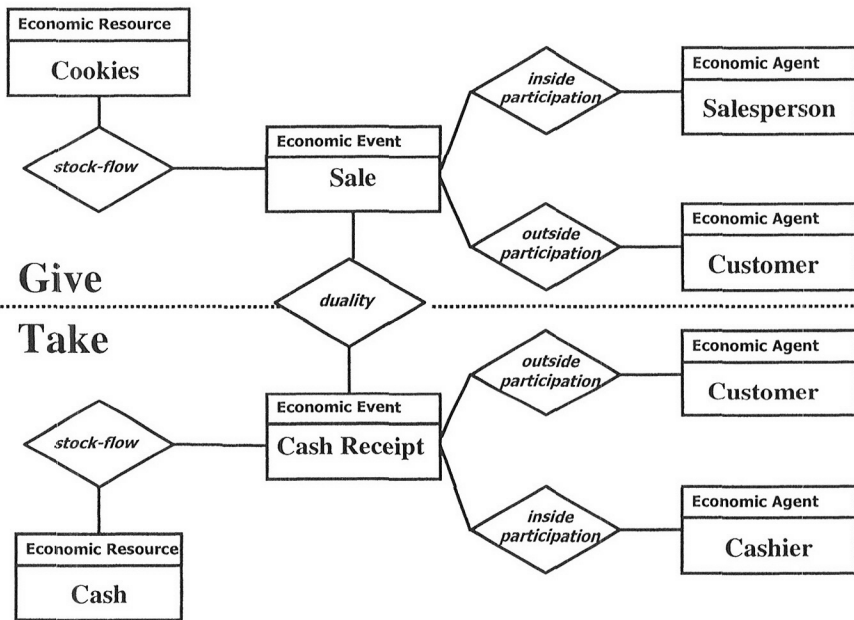 Economic Resource
Cookies
stock-flow
Economic Event
Sale
inside
participation
Economic Agent
Salesperson
outside
participation
Economic Agent
Customer
Give
duality
Take
outside
participation
Economic Agent
Customer
Economic Event
Cash Receipt
stock-flow
inside
participation
Economic Agent
Cashier
Economic Resource
Cash